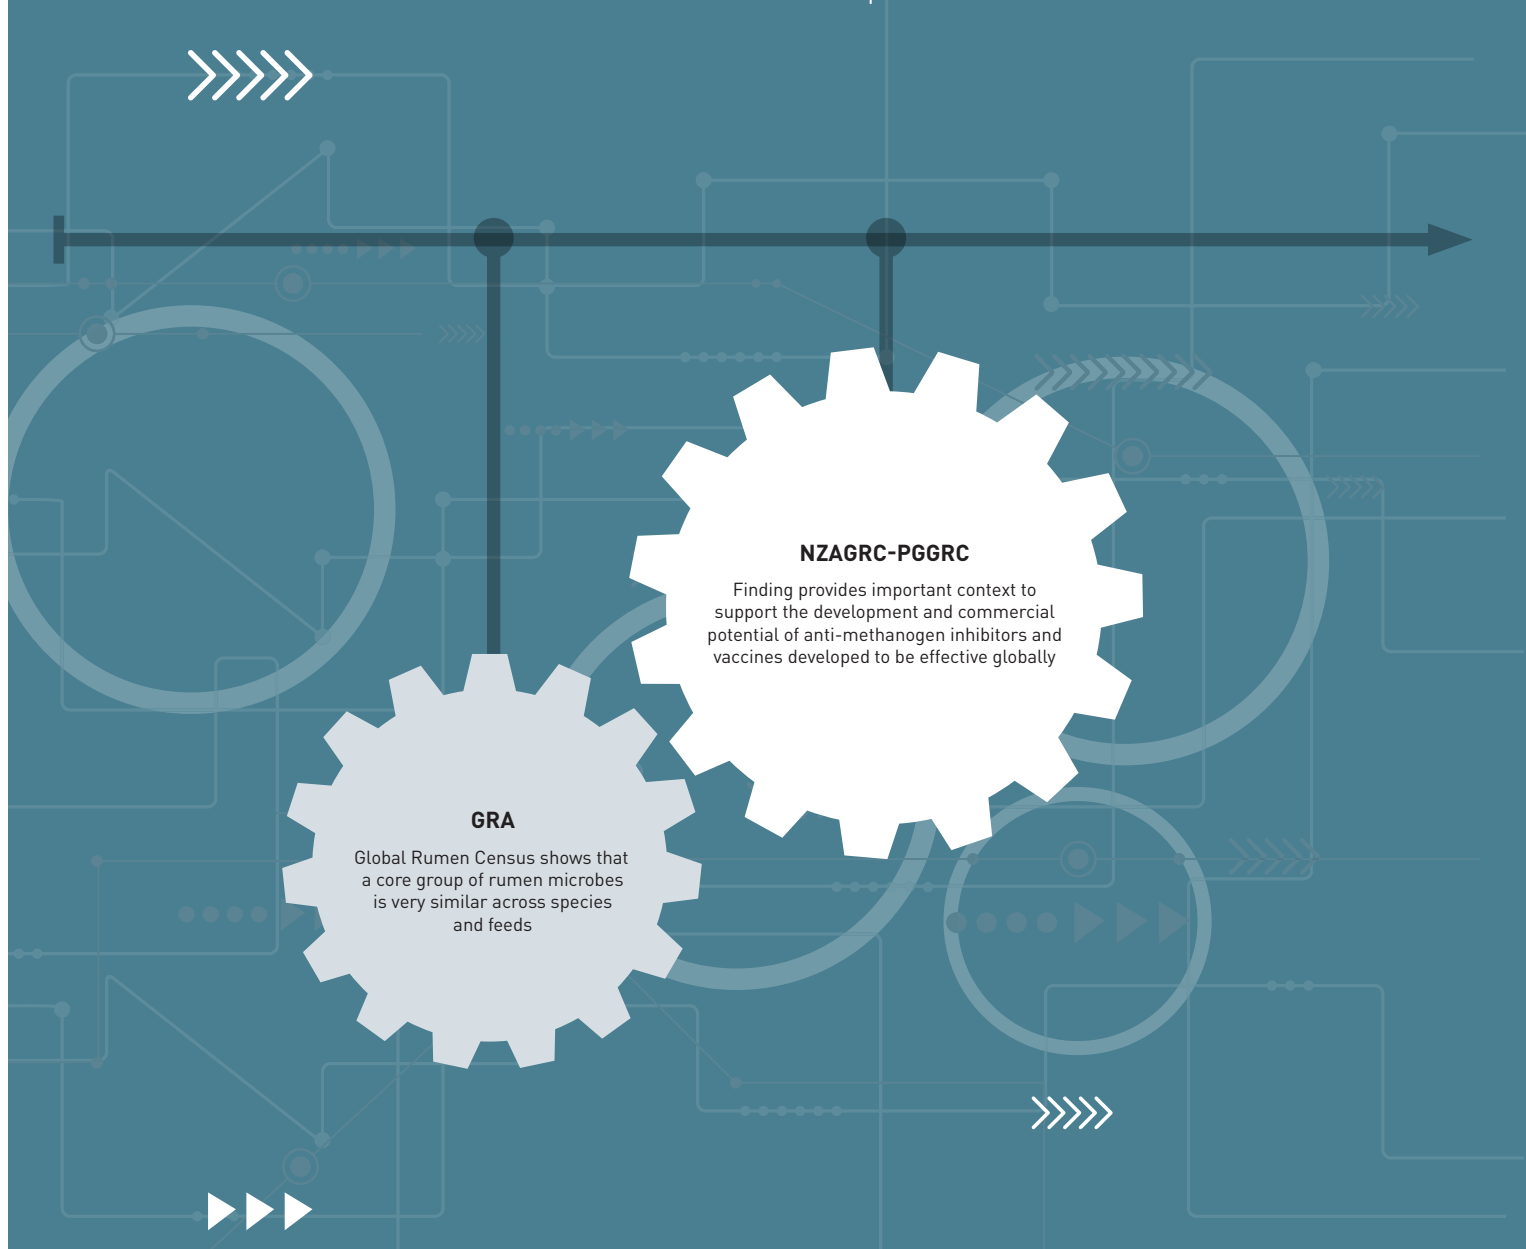 NZAGRC-PGGRC
Finding provides important context to
support the development and commercial
potential of anti-methanogen inhibitors and
vaccines developed to be effective globally
GRA
Global Rumen Census shows that
a core group of rumen microbes
is very similar across species
and feeds